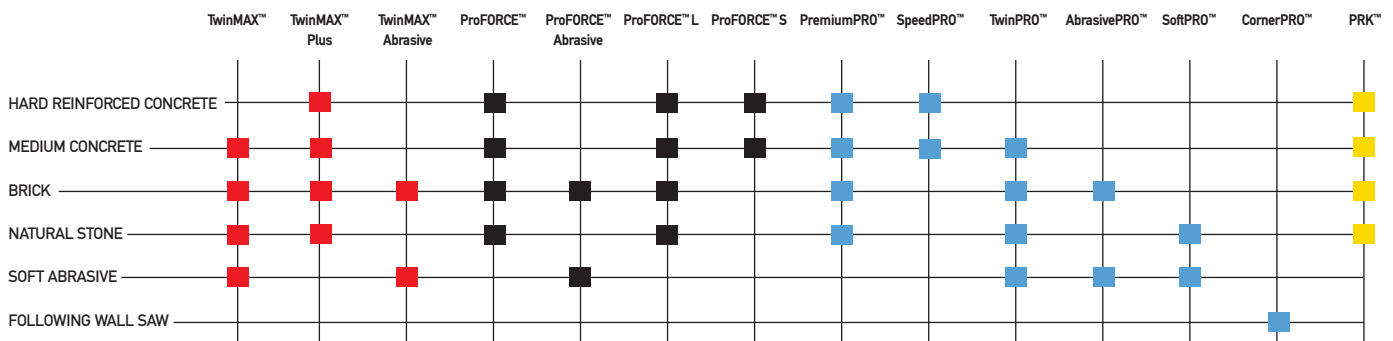 TwinMAX™ TwinMAX™ TwinMAX™ ProFORCE™ ProFORCE™ ProFORCE™ L ProFORCE™ S PremiumPRO™ SpeedPRO™ TwinPRO™ AbrasivePRO™ SoftPRO™ CornerPRO™ PRK™
Plus Abrasive Abrasive
HARD REINFORCED CONCRETE
MEDIUM CONCRETE
BRICK
NATURAL STONE
SOFT ABRASIVE
FOLLOWING WALL SAW